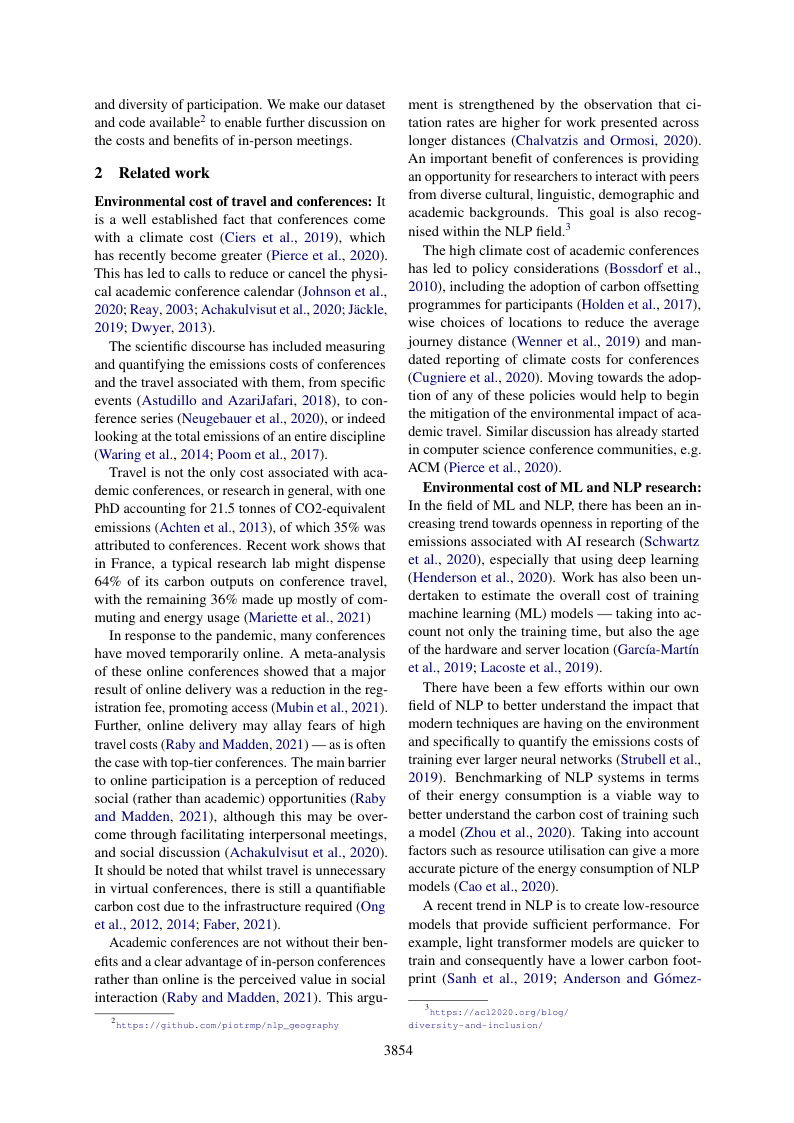 and diversity of participation. We make our dataset
and code available2 to enable further discussion on
the costs and benefits of in-person meetings.
2 Related work
Environmental cost of travel and conferences: It
is a well established fact that conferences come
with a climate cost (Ciers et al., 2019), which
has recently become greater (Pierce et al., 2020).
This has led to calls to reduce or cancel the physi-
cal academic conference calendar (Johnson et al.,
2020; Reay, 2003; Achakulvisut et al., 2020; Jäckle,
2019; Dwyer, 2013).
The scientific discourse has included measuring
and quantifying the emissions costs of conferences
and the travel associated with them, from specific
events (Astudillo and AzariJafari, 2018), to con-
ference series (Neugebauer et al., 2020), or indeed
looking at the total emissions of an entire discipline
(Waring et al., 2014; Poom et al., 2017).
Travel is not the only cost associated with aca-
demic conferences, or research in general, with one
PhD accounting for 21.5 tonnes of CO2-equivalent
emissions (Achten et al., 2013), of which 35% was
attributed to conferences. Recent work shows that
in France, a typical research lab might dispense
64% of its carbon outputs on conference travel,
with the remaining 36% made up mostly of com-
muting and energy usage (Mariette et al., 2021)
In response to the pandemic, many conferences
have moved temporarily online. A meta-analysis
of these online conferences showed that a major
result of online delivery was a reduction in the reg-
istration fee, promoting access (Mubin et al., 2021).
Further, online delivery may allay fears of high
travel costs (Raby and Madden, 2021) — as is often
the case with top-tier conferences. The main barrier
to online participation is a perception of reduced
social (rather than academic) opportunities (Raby
and Madden, 2021), although this may be over-
come through facilitating interpersonal meetings,
and social discussion (Achakulvisut et al., 2020).
It should be noted that whilst travel is unnecessary
in virtual conferences, there is still a quantifiable
carbon cost due to the infrastructure required (Ong
et al., 2012, 2014; Faber, 2021).
Academic conferences are not without their ben-
efits and a clear advantage of in-person conferences
rather than online is the perceived value in social
interaction (Raby and Madden, 2021). This argu-
2https://github.com/piotrmp/nlp_geography
ment is strengthened by the observation that ci-
tation rates are higher for work presented across
longer distances (Chalvatzis and Ormosi, 2020).
An important benefit of conferences is providing
an opportunity for researchers to interact with peers
from diverse cultural, linguistic, demographic and
academic backgrounds. This goal is also recog-
nised within the NLP field.3
The high climate cost of academic conferences
has led to policy considerations (Bossdorf et al.,
2010), including the adoption of carbon offsetting
programmes for participants (Holden et al., 2017),
wise choices of locations to reduce the average
journey distance (Wenner et al., 2019) and man-
dated reporting of climate costs for conferences
(Cugniere et al., 2020). Moving towards the adop-
tion of any of these policies would help to begin
the mitigation of the environmental impact of aca-
demic travel. Similar discussion has already started
in computer science conference communities, e.g.
ACM (Pierce et al., 2020).
Environmental cost of ML and NLP research:
In the field of ML and NLP, there has been an in-
creasing trend towards openness in reporting of the
emissions associated with AI research (Schwartz
et al., 2020), especially that using deep learning
(Henderson et al., 2020). Work has also been un-
dertaken to estimate the overall cost of training
machine learning (ML) models — taking into ac-
count not only the training time, but also the age
of the hardware and server location (García-Martín
et al., 2019; Lacoste et al., 2019).
There have been a few efforts within our own
field of NLP to better understand the impact that
modern techniques are having on the environment
and specifically to quantify the emissions costs of
training ever larger neural networks (Strubell et al.,
2019). Benchmarking of NLP systems in terms
of their energy consumption is a viable way to
better understand the carbon cost of training such
a model (Zhou et al., 2020). Taking into account
factors such as resource utilisation can give a more
accurate picture of the energy consumption of NLP
models (Cao et al., 2020).
A recent trend in NLP is to create low-resource
models that provide sufficient performance. For
example, light transformer models are quicker to
train and consequently have a lower carbon foot-
print (Sanh et al., 2019; Anderson and Gómez-
3https://acl2020.org/blog/
diversity-and-inclusion/
3854